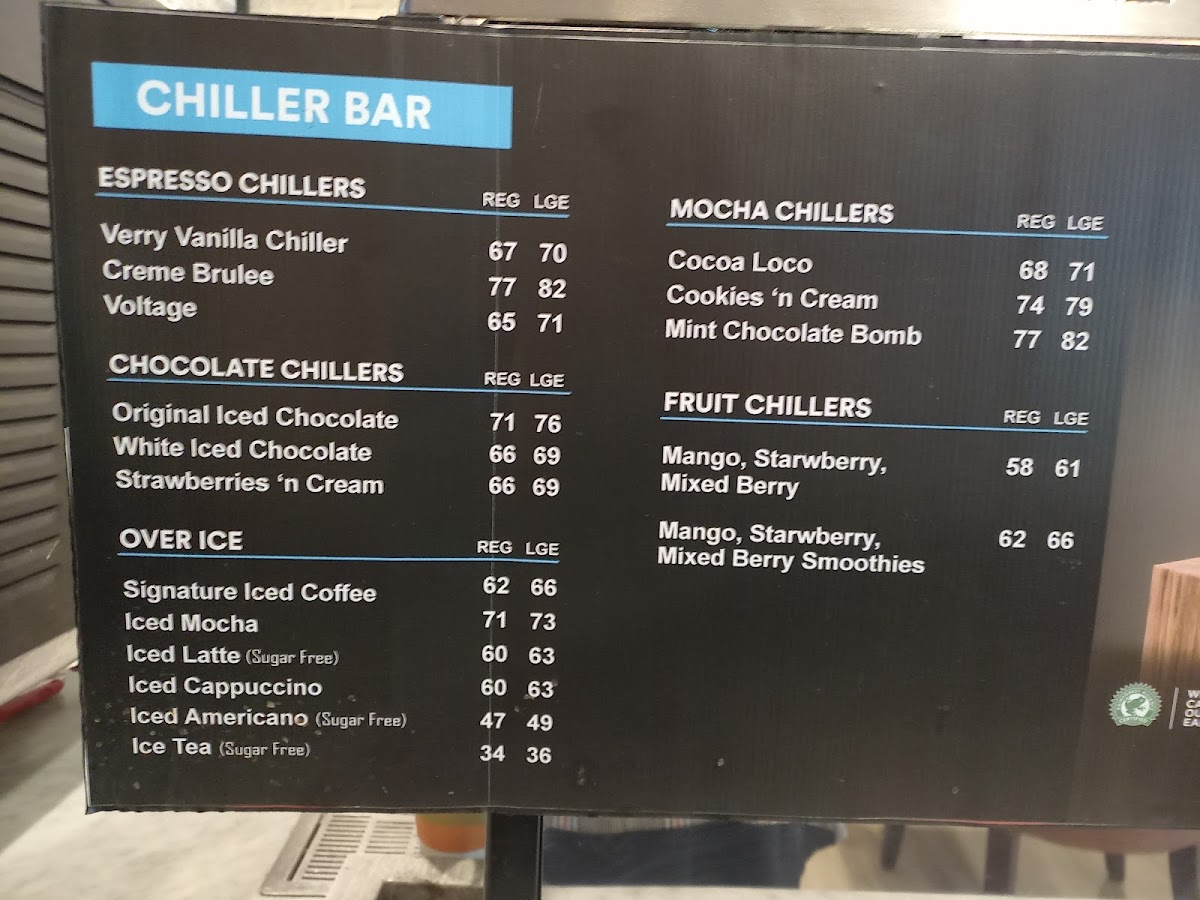 CHILLER BAR
ESPRESSO CHILLERS REG LGE
Verry Vanilla Chiller 67 70
Creme Brulee 77 82
Voltage 65 71
CHOCOLATE CHILLERS REG LGE
Original Iced Chocolate 71 76
White Iced Chocolate 66 69
Strawberries ‘n Cream 66 69
OVER ICE REG LGE
Signature Iced Coffee 62 66
Iced Mocha 71 73
Iced Latte (Sugar Free) 60 63
Iced Cappuccino 60 63
Iced Americano (Sugar Free) 47 49
Ice Tea (Sugar Free) 34 36
MOCHA CHILLERS REG LGE
Cocoa Loco 68 71
Cookies ‘n Cream 74 79
Mint Chocolate Bomb 77 82
FRUIT CHILLERS REG LGE
Mango, Starwberry, 58 61
Mixed Berry
Mango, Starwberry, 62 66
Mixed Berry Smoothies